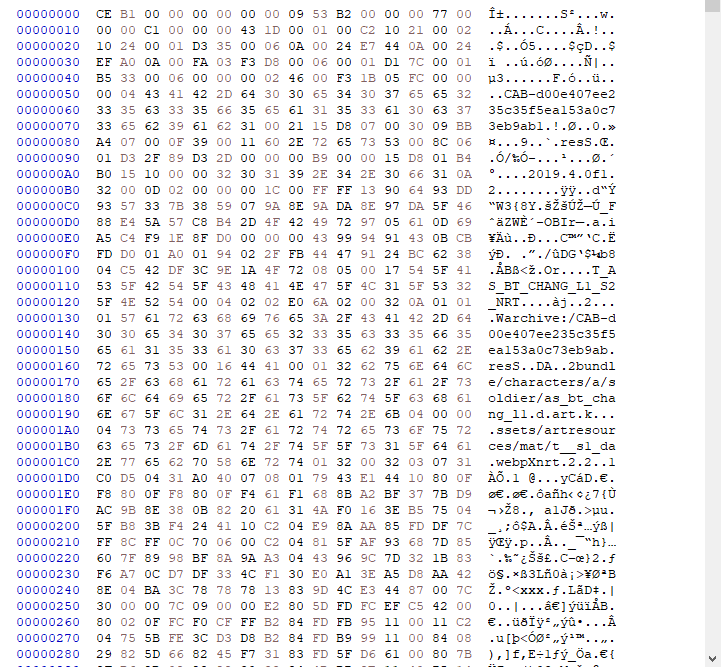 00000000 CE B1 00 00 00 00 00 00 09 53 B2 00 00 00 77 00 Î±.......S²...w.
00000010 00 00 C1 00 00 00 43 1D 00 01 00 C2 10 21 00 02 ..Á...C....Â.!..
00000020 10 24 00 01 D3 35 00 06 0A 00 24 E7 44 0A 00 24 .$..Ó5....$çD..$
00000030 EF A0 0A 00 FA 03 F3 D8 00 06 00 01 D1 7C 00 01 ï ..ú.óØ....Ñ|..
00000040 B5 33 00 06 00 00 00 02 46 00 F3 1B 05 FC 00 00 µ3......F.ó..ü..
00000050 00 04 43 41 42 2D 64 30 30 65 34 30 37 65 65 32 ..CAB-d00e407ee2
00000060 33 35 63 33 35 66 35 65 61 31 35 33 61 30 63 37 35c35f5ea153a0c7
00000070 33 65 62 39 61 62 31 00 21 15 D8 07 00 30 09 BB 3eb9ab1.!.Ø..0.»
00000080 A4 07 00 0F 39 00 11 60 2E 72 65 73 53 00 8C 06 ¤...9..`.resS.Œ.
00000090 01 D3 2F 89 D3 2D 00 00 00 B9 00 00 15 D8 01 B4 .Ó/‰Ó-...¹...Ø.´
000000A0 B0 15 10 00 00 32 30 31 39 2E 34 2E 30 66 31 0A °....2019.4.0f1.
000000B0 32 00 0D 02 00 00 00 00 1C 00 FF FF 13 90 64 93 DD 2.........ÿÿ..d“Ý
000000C0 93 57 33 7B 38 59 07 9A 8E 9A DA 8E 97 DA 5F 46 “W3{8Y.šŽšÚŽ—Ú_F
000000D0 88 E4 5A 57 C8 B4 2D 4F 42 49 72 97 05 61 0D 69 ˆäZWÈ´-OBIr—.a.i
000000E0 A5 C4 F9 1E 8F D0 00 00 00 43 99 94 91 43 0B CB ¥Äù..Ð...C™”‘C.Ë
000000F0 FD D0 01 A0 01 94 02 2F FB 44 47 91 24 BC 62 38 ýÐ. .”./ûDG‘$¼b8
00000100 04 C5 42 DF 3C 9E 1A 4F 72 08 05 00 17 54 5F 41 .ÅBß<ž.Or....T_A
00000110 53 5F 42 54 5F 43 48 41 4E 47 5F 4C 31 5F 53 32 S_BT_CHANG_L1_S2
00000120 5F 4E 52 54 00 04 02 02 E0 6A 02 00 32 0A 01 01 _NRT....àj..2...
00000130 01 57 61 72 63 68 69 76 65 3A 2F 43 41 42 2D 64 .Warchive:/CAB-d
00000140 30 30 65 34 30 37 65 65 32 33 35 63 33 35 66 35 00e407ee235c35f5
00000150 65 61 31 35 33 61 30 63 37 33 65 62 39 61 62 2E ea153a0c73eb9ab.
00000160 72 65 73 53 00 16 44 41 00 01 32 62 75 6E 64 6C resS..DA..2bundl
00000170 65 2F 63 68 61 72 61 63 74 65 72 73 2F 61 2F 73 e/characters/a/s
00000180 6F 6C 64 69 65 72 2F 61 73 5F 62 74 5F 63 68 61 oldier/as_bt_cha
00000190 6E 67 5F 6C 31 2E 64 2E 61 72 74 2E 6B 04 00 00 ng_l1.d.art.k...
000001A0 04 73 73 65 74 73 2F 61 72 74 72 65 73 6F 75 72 .ssets/artresour
000001B0 63 65 73 2F 6D 61 74 2F 74 5F 5F 73 31 5F 64 61 ces/mat/t__s1_da
000001C0 2E 77 65 62 70 58 6E 72 74 01 32 00 32 03 07 31 .webpXnrt.2.2..1
000001D0 C0 D5 04 31 A0 40 07 08 01 79 43 E1 44 10 80 0F ÀÕ.1 @...yCáD.€.
000001E0 F8 80 0F F8 80 0F F4 61 F1 68 8B A2 BF 37 7B D9 ø€.ø€.ôañh‹¢¿7{Ù
000001F0 AC 9B 8E 38 0B 82 20 61 31 4A F0 16 3E B5 75 04 ¬›Ž8.‚ a1Jð.>µu.
00000200 5F B8 3B F4 24 41 10 C2 04 E9 8A AA 85 FD DF 7C _¸;ô$A.Â.éŠª…ýß|
00000210 FF 8C FF 0C 70 06 00 C2 04 81 5F AF 93 68 7D 85 ÿŒÿ.p..Â.._¯“h}…
00000220 60 7F 89 98 BF 8A 9A A3 04 43 96 9C 7D 32 1B 83 `.‰˜¿Šš£.C–œ}2.ƒ
00000230 F6 A7 0C D7 DF 33 4C F1 30 E0 A1 3E A5 D8 AA 42 ö§.×ß3Lñ0à¡>¥ØªB
00000240 8E 04 BA 3C 78 78 78 13 83 9D 4C E3 44 87 00 7C Ž.º<xxx.ƒ.LãD‡.|
00000250 30 00 00 7C 09 00 00 E2 80 5D FD FC EF C5 42 00 0..|...â€]ýüïÅB.
00000260 80 02 0F FC F0 CF FF B2 84 FD FB 95 11 00 11 C2 €..üðÏÿ²„ýû•...Â
00000270 04 75 5B FE 3C D3 D8 B2 84 FD B9 99 11 00 84 08 .u[þ<ÓØ²„ý¹™..„.
00000280 29 82 5D 66 82 45 F7 31 83 FD 5F D6 61 00 80 7B )‚]f‚E÷1ƒý_Öa.€{